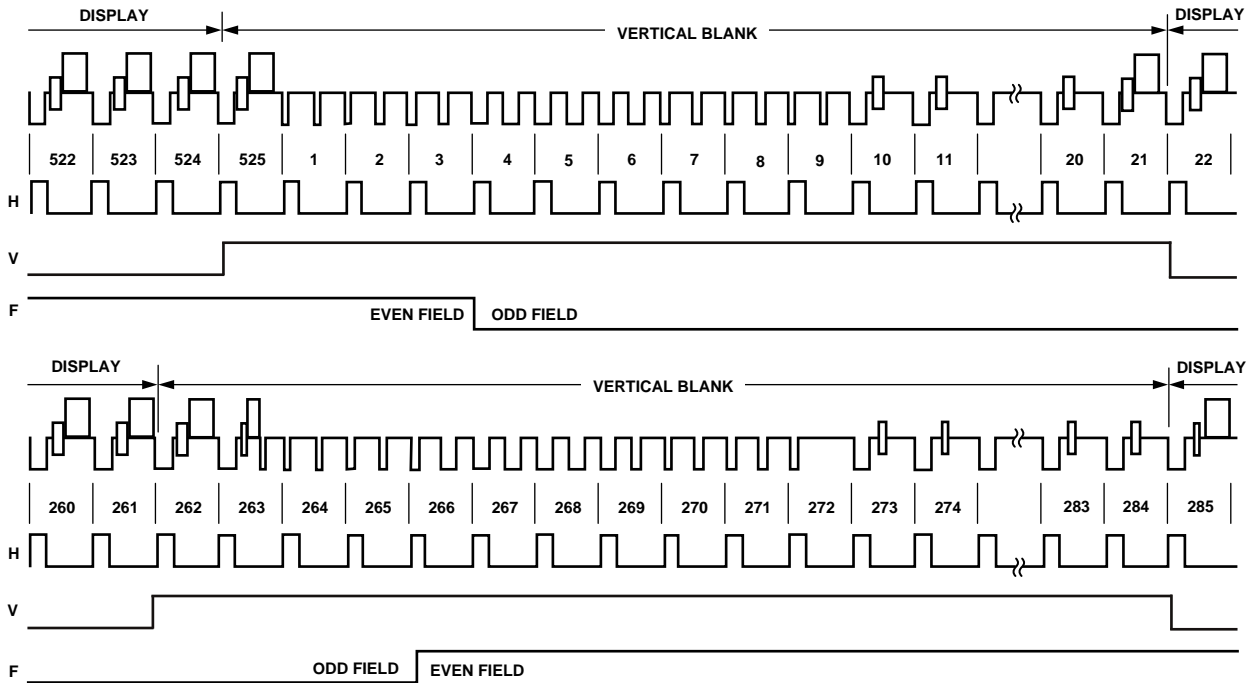 DISPLAY VERTICAL BLANK DISPLAY
522 523 524 525 1 2 3 4 5 6 7 8 9 10 11 20 21 22
H
V
F EVEN FIELD ODD FIELD
DISPLAY VERTICAL BLANK DISPLAY
260 261 262 263 264 265 266 267 268 269 270 271 272 273 274 283 284 285
H
V
F ODD FIELD EVEN FIELD